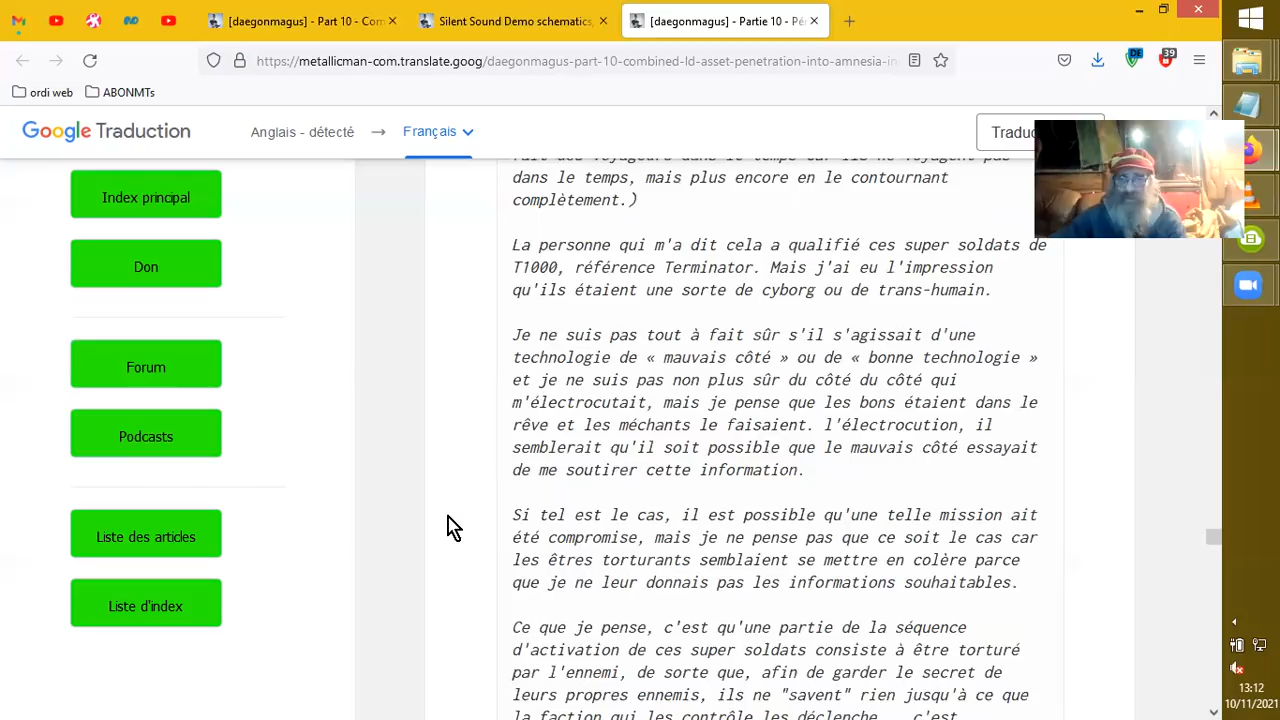 [daegonmagus] - Part 10 - Com
Silent Sound Demo schematics,
[daegonmagus] - Partie 10 - Pé
https://metallicman-com.translate.goog/daegonmagus-part-10-combined-ld-asset-penetration-into-amnesia-in
39
ordi web
ABONMTs
Google Traduction
Anglais - détecté
Français
Traduc
Index principal
Don
Forum
Podcasts
Liste des articles
Liste d'index
dans le temps, mais plus encore en le contournant
complètement.)
La personne qui m'a dit cela a qualifié ces super soldats de
T1000, référence Terminator. Mais j'ai eu l'impression
qu'ils étaient une sorte de cyborg ou de trans-humain.
Je ne suis pas tout à fait sûr s'il s'agissait d'une
technologie de « mauvais côté » ou de « bonne technologie »
et je ne suis pas non plus sûr du côté du côté qui
m'électrocutait, mais je pense que les bons étaient dans le
rêve et les méchants le faisaient. l'électrocution, il
semblerait qu'il soit possible que le mauvais côté essayait
de me soutirer cette information.
Si tel est le cas, il est possible qu'une telle mission ait
été compromise, mais je ne pense pas que ce soit le cas car
les êtres torturants semblaient se mettre en colère parce
que je ne leur donnais pas les informations souhaitables.
Ce que je pense, c'est qu'une partie de la séquence
d'activation de ces super soldats consiste à être torturé
par l'ennemi, de sorte que, afin de garder le secret de
leurs propres ennemis, ils ne "savent" rien jusqu'à ce que
la faction qui les contrôle les déclenche
13:12
10/11/2021